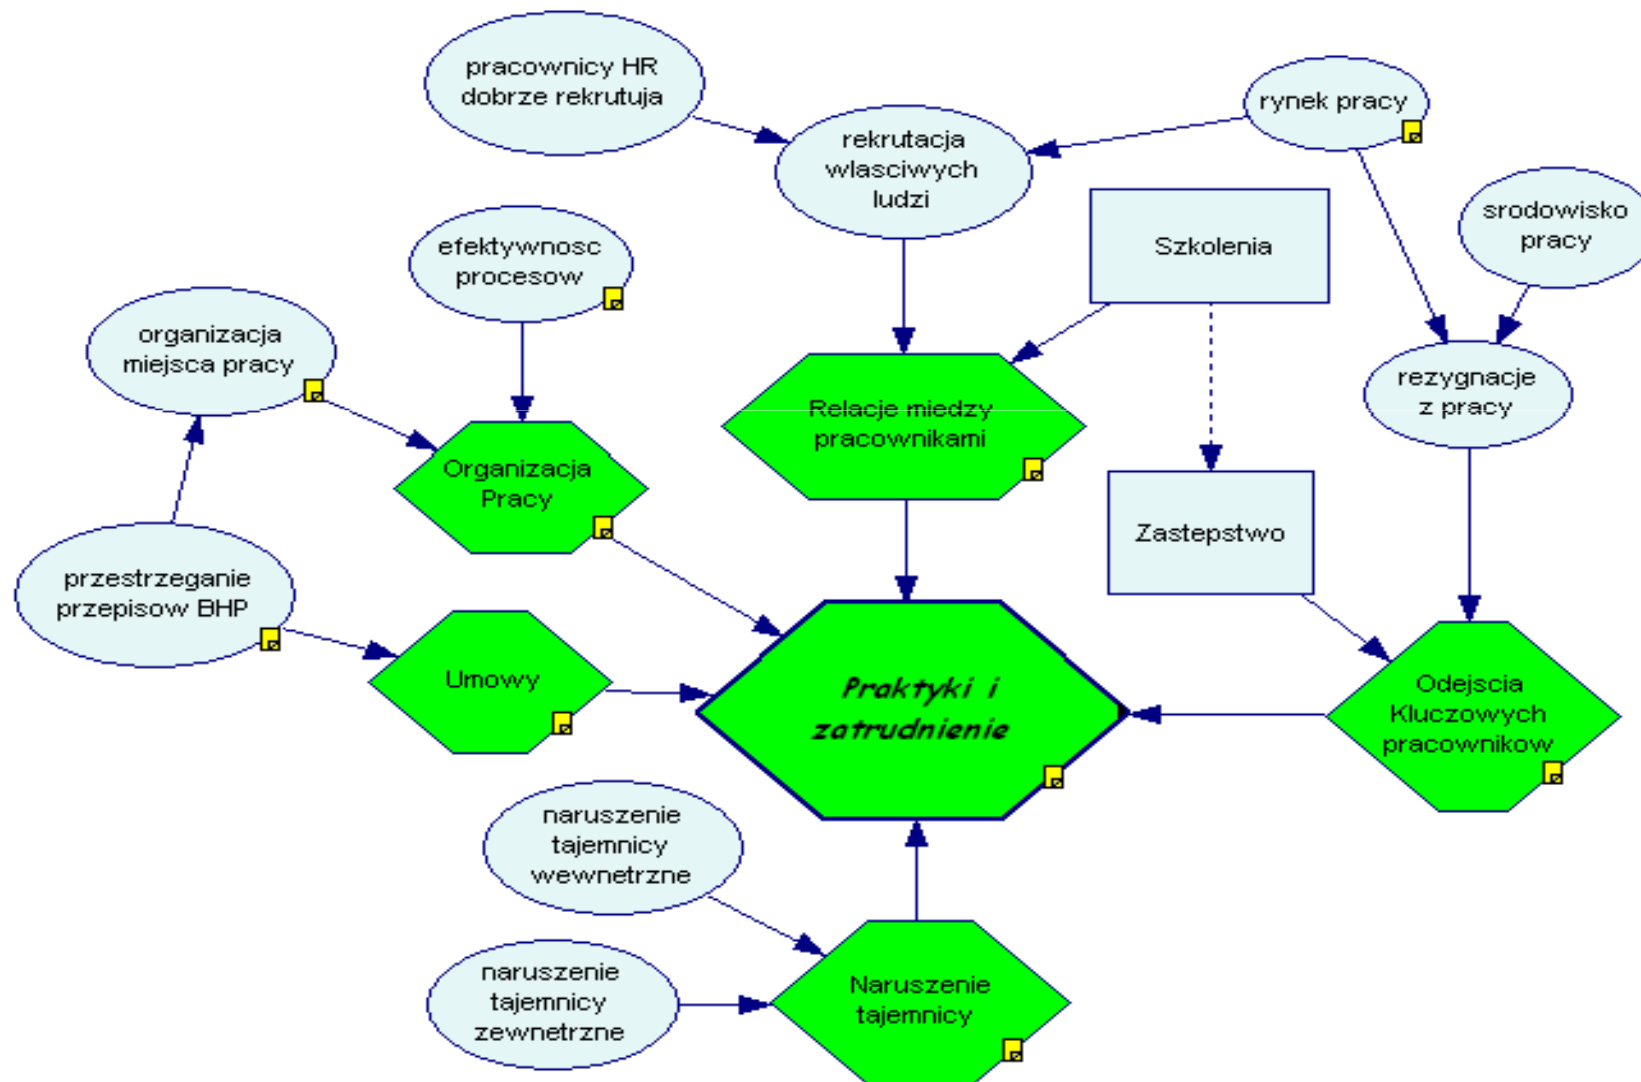 pracownicy HR
dobrze rekrutuja
rynek pracy
rekrutacja
wlasciwych
ludzi
srodowisko
pracy
Szkolenia
efektywnosc
procesow
organizacja
miejsca pracy
rezygnacje
z pracy
Relacje miedzy
pracownikami
Organizacja
Pracy
Zastepstwo
przestrzeganie
przepisow BHP
Umowy
Praktyki i
zatrudnienie
Odejscia
Kluczowych
pracownikow
naruszenie
tajemnicy
wewnetrzne
naruszenie
tajemnicy
zewnetrzne
Naruszenie
tajemnicy